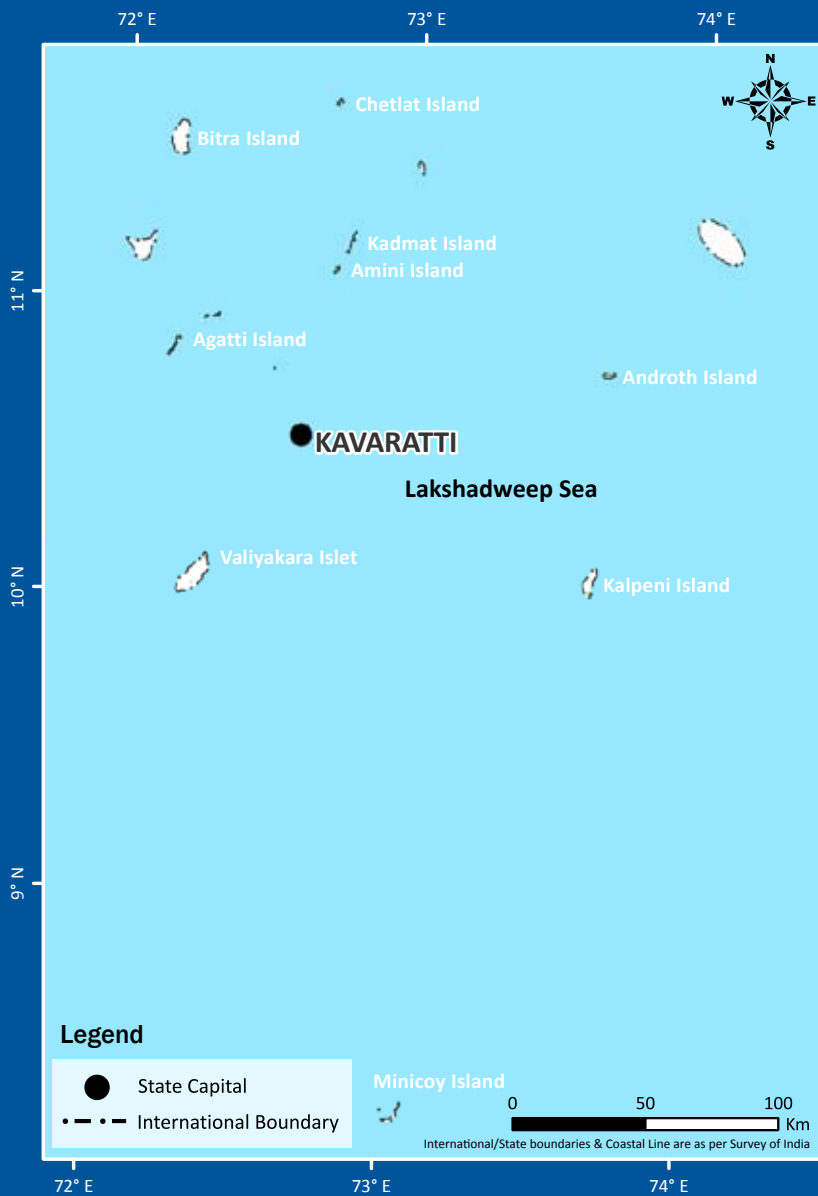 72° E
73° E
74° E
N
W
E
S
Chetlat Island
Bitra Island
Kadmat Island
Amini Island
11° N
Agatti Island
Androth Island
KAVARATTI
Lakshadweep Sea
Valiyakara Islet
10° N
Kalpeni Island
9° N
Legend
State Capital
International Boundary
Minicoy Island
0
50
100
Km
International/State boundaries & Coastal Line are as per Survey of India
72° E
73° E
74° E